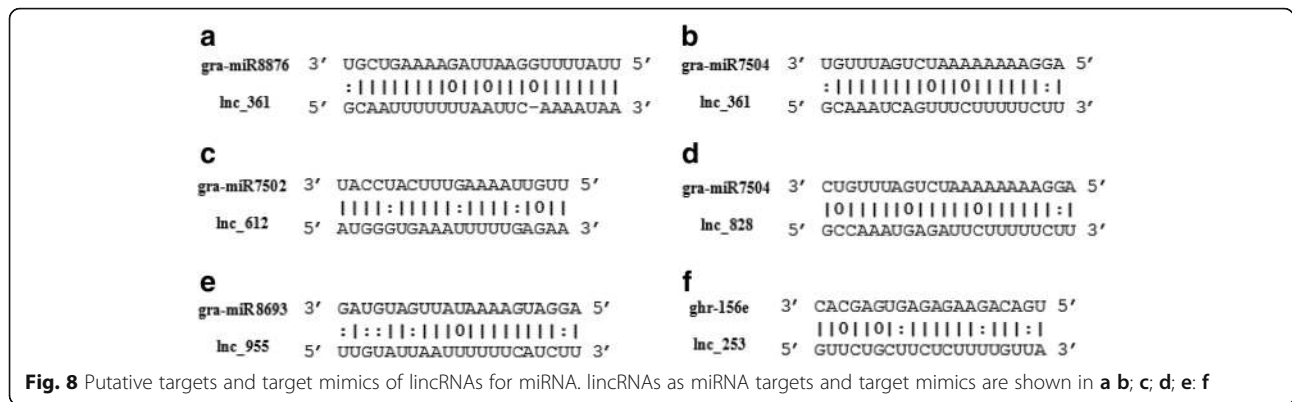 a
gra-miR8876 3′ UGCUGAAAAGAUUAAGGUUUUAUU 5′
:||||||||0||0|||0|||||||
lnc_361 5′ GCAAUUUUUUUAAUUC-AAAAUAA 3′
b
gra-miR7504 3′ UGUUUAGUCUAAAAAAAAGGA 5′
:||||||||0||0||||||:|
lnc_361 5′ GCAAAUCAGUUUCUUUUUCUU 3′
c
gra-miR7502 3′ UACCUACUUUGAAAAUUGUU 5′
||||:|||||:||||:|0||
lnc_612 5′ AUGGGUGAAAUUUUUGAGAA 3′
d
gra-miR7504 3′ CUGUUUAGUCUAAAAAAAAGGA 5′
|0|||||0|||||0||||||:|
lnc_828 5′ GCCAAAUGAGAUUCUUUUUCUU 3′
e
gra-miR8693 3′ GAUGUAGUUAUAAAAGUAGGA 5′
:|::||:|||0||||||||:|
lnc_955 5′ UUGUAUUAAUUUUUUCAUCUU 3′
f
ghr-156e 3′ CACGAGUGAGAGAAGACAGU 5′
||0||0|:||||||:|||:|
lnc_253 5′ GUUCUGCUUCUCUUUUGUUA 3′
Fig. 8 Putative targets and target mimics of lincRNAs for miRNA. lincRNAs as miRNA targets and target mimics are shown in a b; c; d; e: f